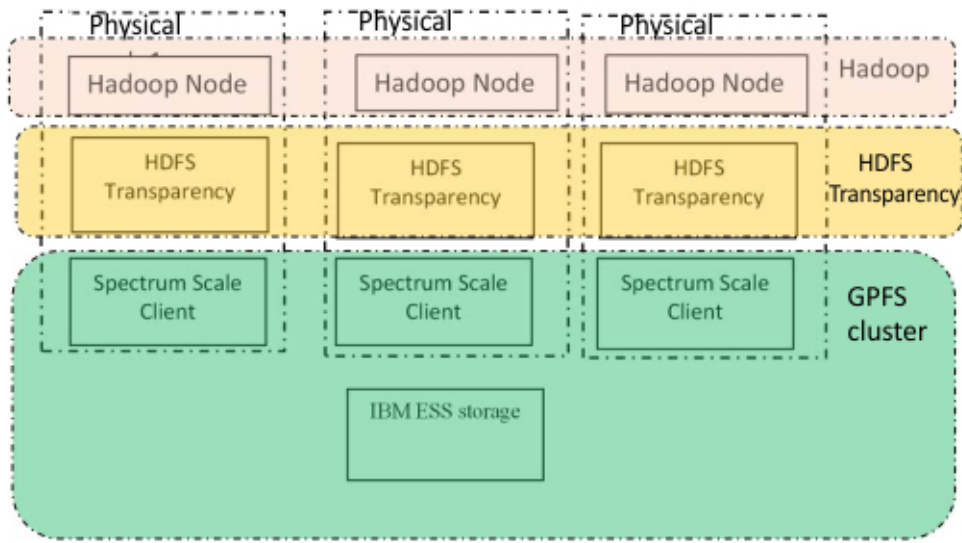 Physical
Physical
Physical
Hadoop Node
Hadoop Node
Hadoop Node
Hadoop
HDFS
Transparency
HDFS
Transparency
HDFS
Transparency
HDFS
Transparency
Spectrum Scale
Client
Spectrum Scale
Client
Spectrum Scale
Client
GPFS
cluster
IBM ESS storage